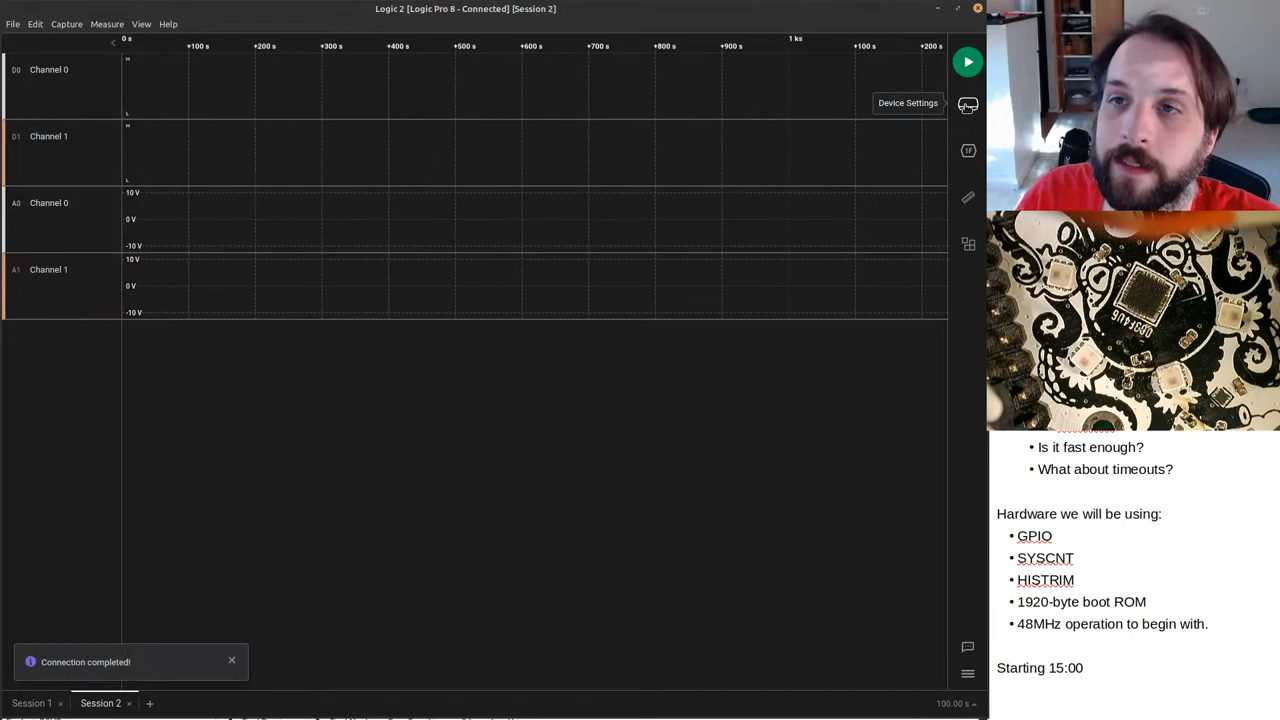 Logic 2 [Logic Pro 8 - Connected] [Session 2]
File Edit Capture Measure View Help
0 s
+100 s +200 s +300 s +400 s +500 s +600 s +700 s +800 s +900 s 1 ks +100 s +200 s
D0 Channel 0
H
L
Device Settings
D1 Channel 1
H
L
1F
A0 Channel 0
10 V
0 V
-10 V
A1 Channel 1
10 V
0 V
-10 V
• Is it fast enough?
• What about timeouts?
Hardware we will be using:
• GPIO
• SYSCNT
• HISTRIM
• 1920-byte boot ROM
• 48MHz operation to begin with.
Starting 15:00
Connection completed!
Session 1 Session 2
100.00 s